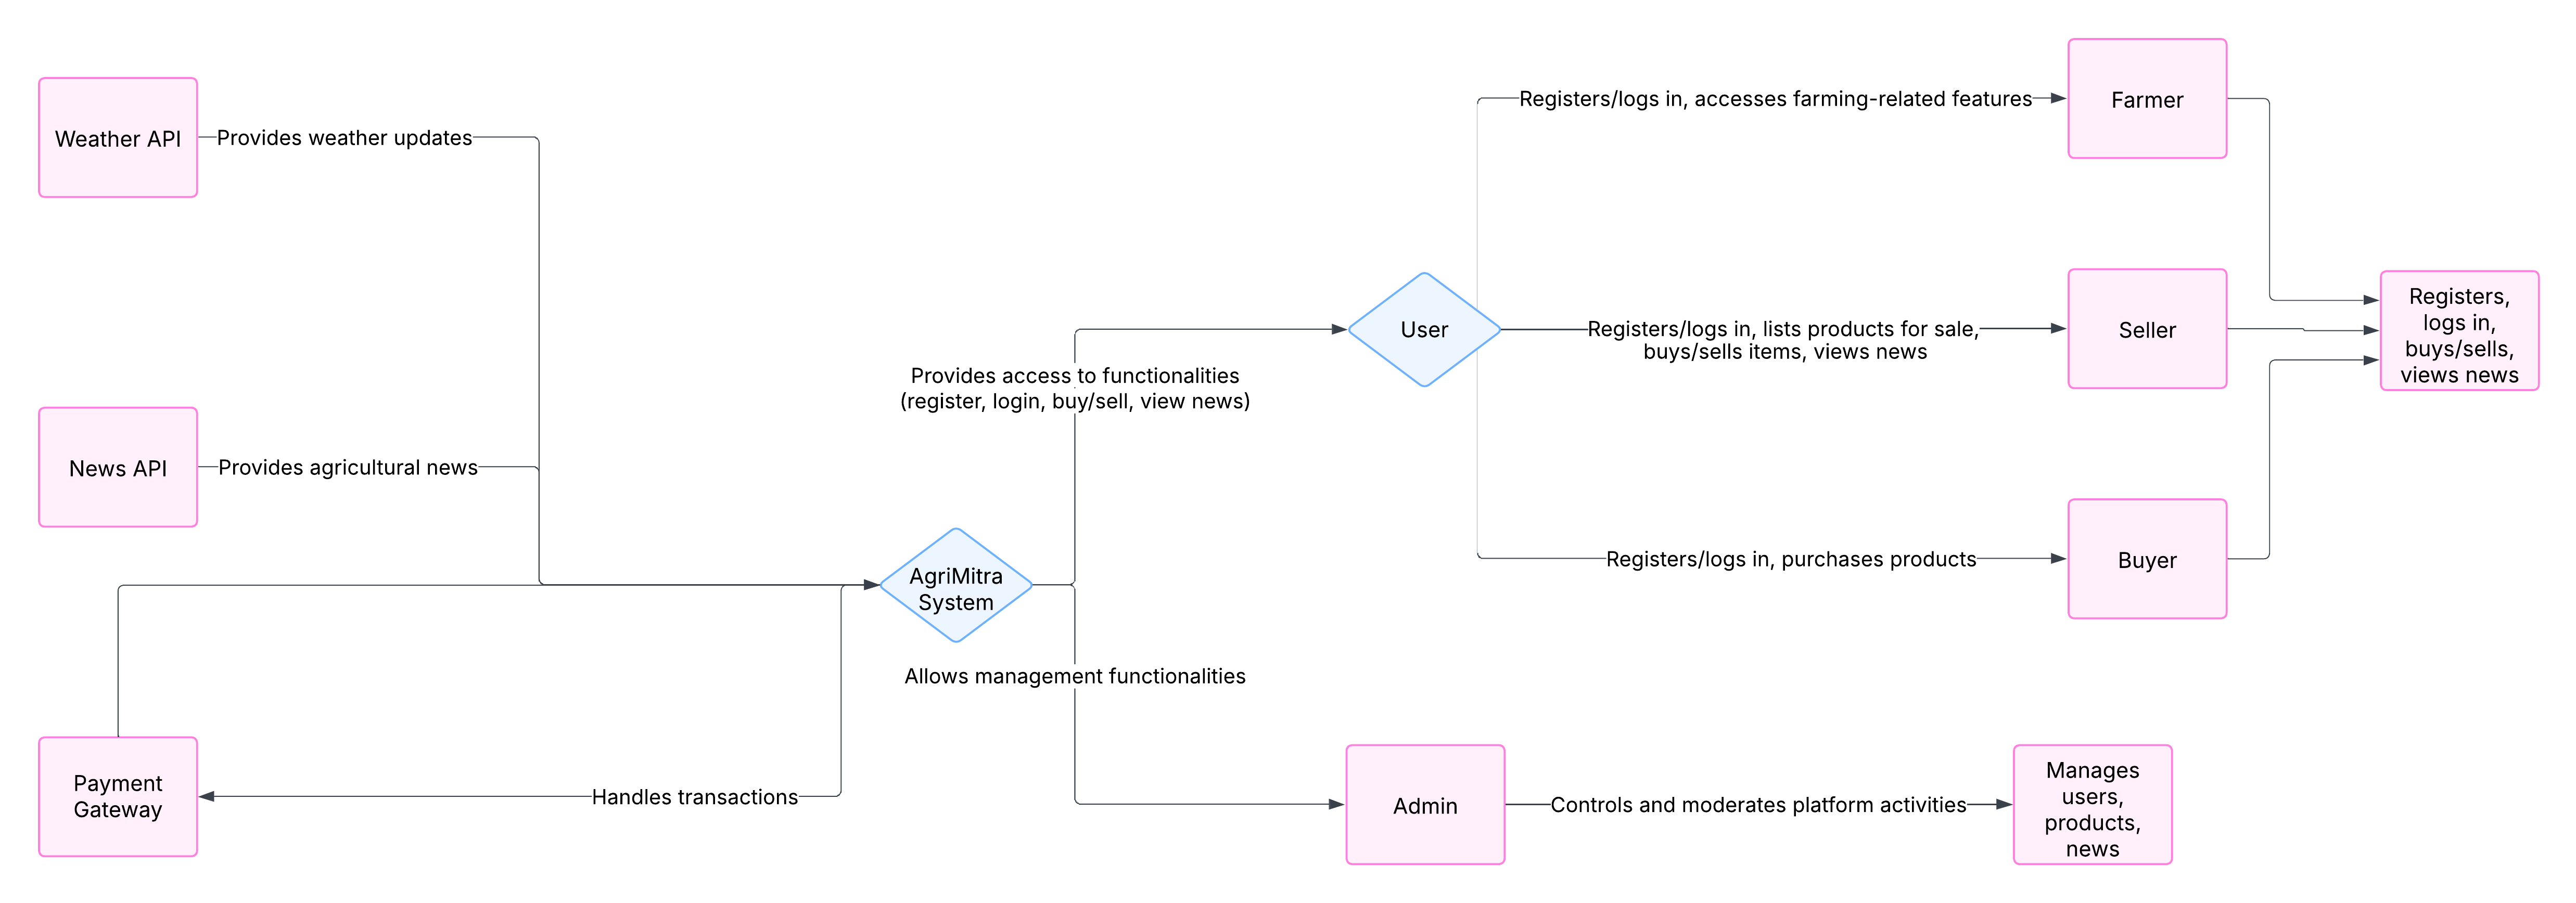 Weather API
Provides weather updates
News API
Provides agricultural news
Payment
Gateway
Handles transactions
AgriMitra
System
Provides access to functionalities
(register, login, buy/sell, view news)
Allows management functionalities
User
Registers/logs in, accesses farming-related features
Farmer
Registers/logs in, lists products for sale,
buys/sells items, views news
Seller
Registers/logs in, purchases products
Buyer
Registers,
logs in,
buys/sells,
views news
Admin
Controls and moderates platform activities
Manages
users,
products,
news